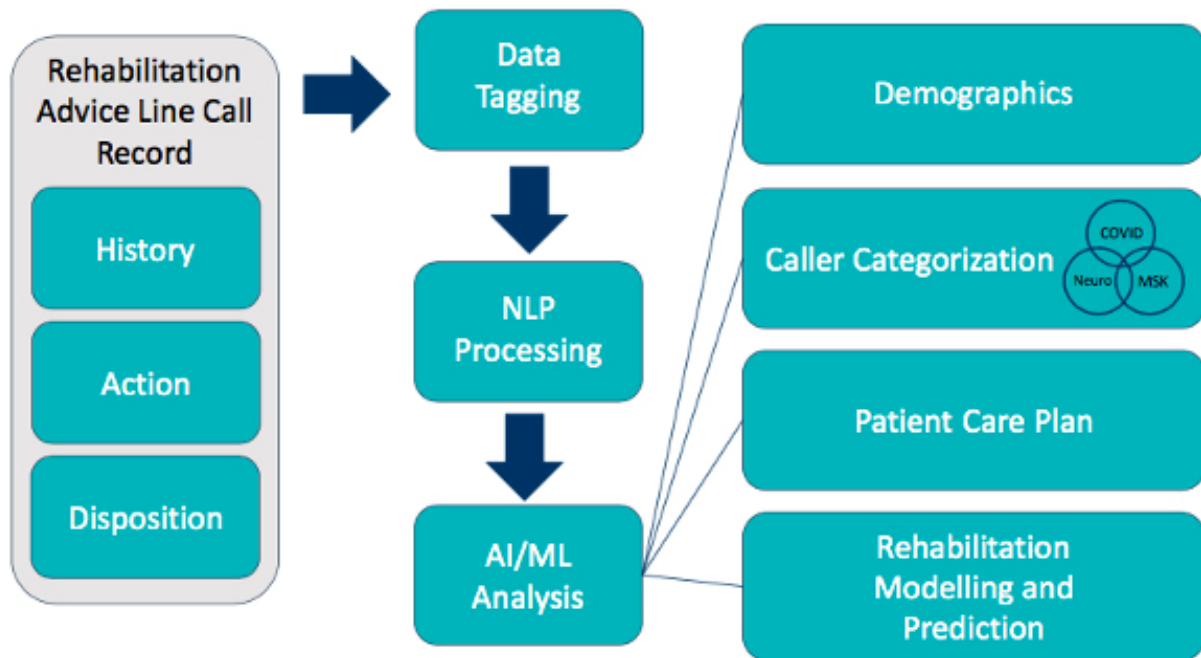 Rehabilitation
Advice Line Call
Record
History
Action
Disposition
Data
Tagging
NLP
Processing
AI/ML
Analysis
Demographics
Caller Categorization
COVID
Neuro
MSK
Patient Care Plan
Rehabilitation
Modelling and
Prediction